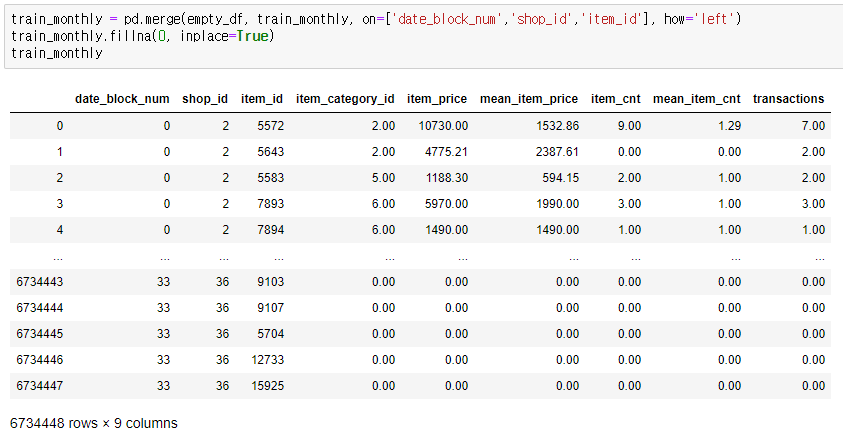 train_monthly = pd.merge(empty_df, train_monthly, on=['date_block_num','shop_id','item_id'], how='left')
train_monthly.fillna(0, inplace=True)
train_monthly
date_block_num shop_id item_id item_category_id item_price mean_item_price item_cnt mean_item_cnt transactions
0 0 2 5572 2.00 10730.00 1532.86 9.00 1.29 7.00
1 0 2 5643 2.00 4775.21 2387.61 0.00 0.00 2.00
2 0 2 5583 5.00 1188.30 594.15 2.00 1.00 2.00
3 0 2 7893 6.00 5970.00 1990.00 3.00 1.00 3.00
4 0 2 7894 6.00 1490.00 1490.00 1.00 1.00 1.00
... ... ... ... ... ... ... ... ... ...
6734443 33 36 9103 0.00 0.00 0.00 0.00 0.00 0.00
6734444 33 36 9107 0.00 0.00 0.00 0.00 0.00 0.00
6734445 33 36 5704 0.00 0.00 0.00 0.00 0.00 0.00
6734446 33 36 12733 0.00 0.00 0.00 0.00 0.00 0.00
6734447 33 36 15925 0.00 0.00 0.00 0.00 0.00 0.00
6734448 rows × 9 columns